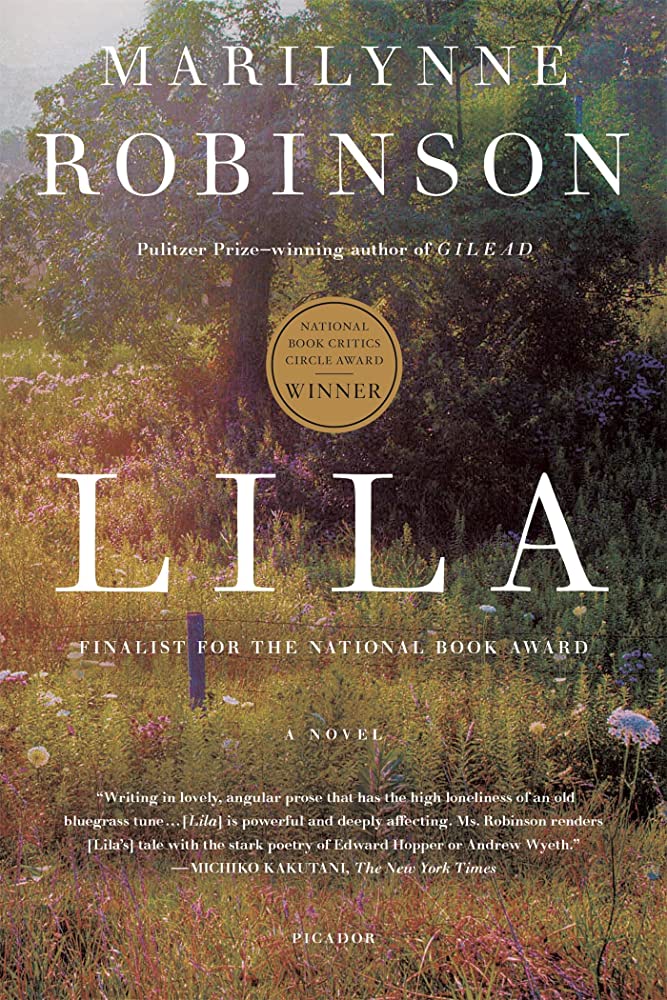 MARILYNNE
ROBINSON
Pulitzer Prize–winning author of GILEAD
NATIONAL
BOOK CRITICS
CIRCLE AWARD
WINNER
LILA
FINALIST FOR THE NATIONAL BOOK AWARD
A NOVEL
“Writing in lovely, angular prose that has the high loneliness of an old
bluegrass tune…[Lila] is powerful and deeply affecting. Ms. Robinson renders
[Lila’s] tale with the stark poetry of Edward Hopper or Andrew Wyeth.”
—MICHIKO KAKUTANI, The New York Times
PICADOR